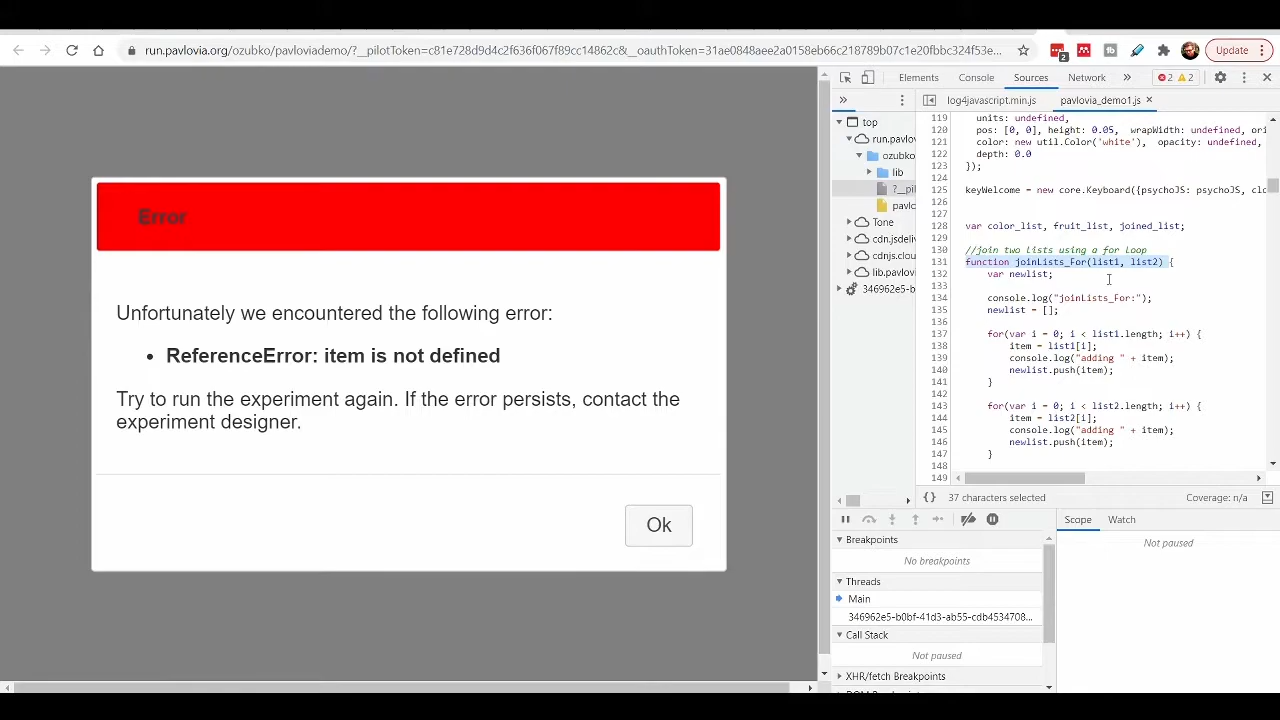 run.pavlovia.org/ozubko/pavloviademo/?__pilotToken=c81e728d9d4c2f636f067f89cc14862c&__oauthToken=31ae0848aee2a0158eb66c218789b07c1e20fbbc324f53e...
2
Update
Elements
Console
Sources
Network
»
2
2
»
log4javascript.min.js
pavlovia_demo1.js
top
run.pavlo
ozubko
lib
?__pil
pavlo
Tone
cdn.jsdeliv
cdnjs.clou
lib.pavlov
346962e5-b
119 units: undefined,
120 pos: [0, 0], height: 0.05, wrapWidth: undefined, ori
121 color: new util.Color('white'), opacity: undefined,
122 depth: 0.0
123 });
124
125 keyWelcome = new core.Keyboard({psychoJS: psychoJS, clo
126
127
128 var color_list, fruit_list, joined_list;
129
130 //join two lists using a for loop
131 function joinLists_For(list1, list2) {
132 var newlist;
133
134 console.log("joinLists_For:");
135 newlist = [];
136
137 for(var i = 0; i < list1.length; i++) {
138 item = list1[i];
139 console.log("adding " + item);
140 newlist.push(item);
141 }
142
143 for(var i = 0; i < list2.length; i++) {
144 item = list2[i];
145 console.log("adding " + item);
146 newlist.push(item);
147 }
148
149
Error
Unfortunately we encountered the following error:
• ReferenceError: item is not defined
Try to run the experiment again. If the error persists, contact the
experiment designer.
Ok
{} 37 characters selected
Coverage: n/a
Scope
Watch
Not paused
Breakpoints
No breakpoints
Threads
Main
346962e5-b0bf-41d3-ab55-cdb4534708...
Call Stack
Not paused
XHR/fetch Breakpoints